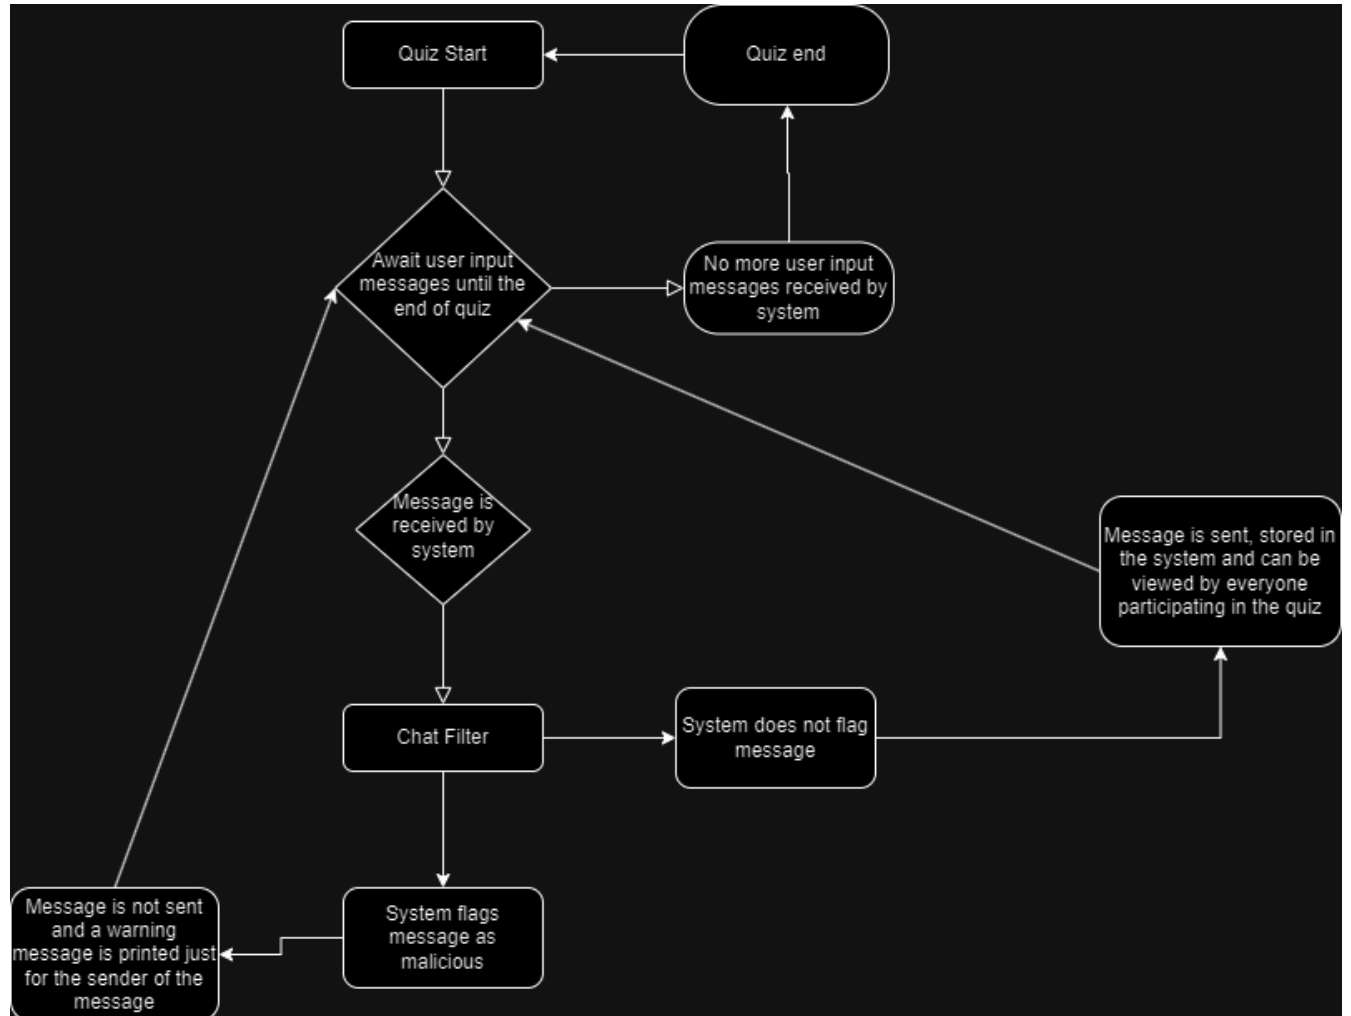 Quiz Start
Quiz end
Await user input
messages until the
end of quiz
No more user input
messages received by
system
Message is
received by
system
Message is sent, stored in
the system and can be
viewed by everyone
participating in the quiz
Chat Filter
System does not flag
message
System flags
message as
malicious
Message is not sent
and a warning
message is printed just
for the sender of the
message